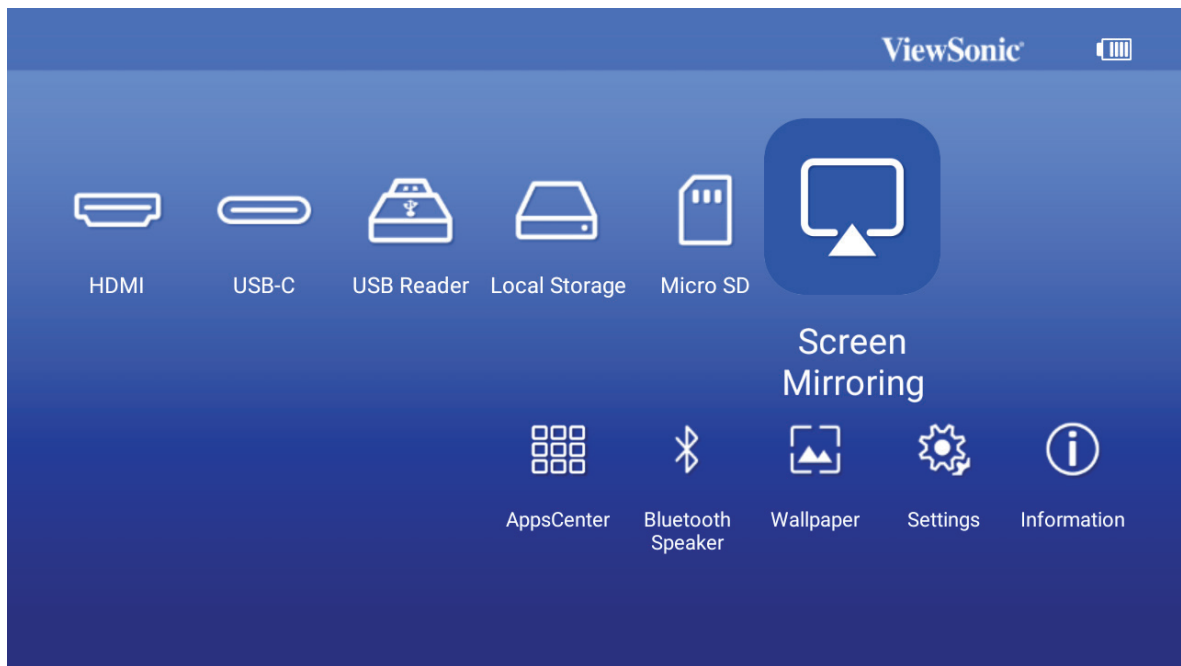 ViewSonic®
HDMI
USB-C
USB Reader
Local Storage
Micro SD
Screen
Mirroring
AppsCenter
Bluetooth
Speaker
Wallpaper
Settings
Information